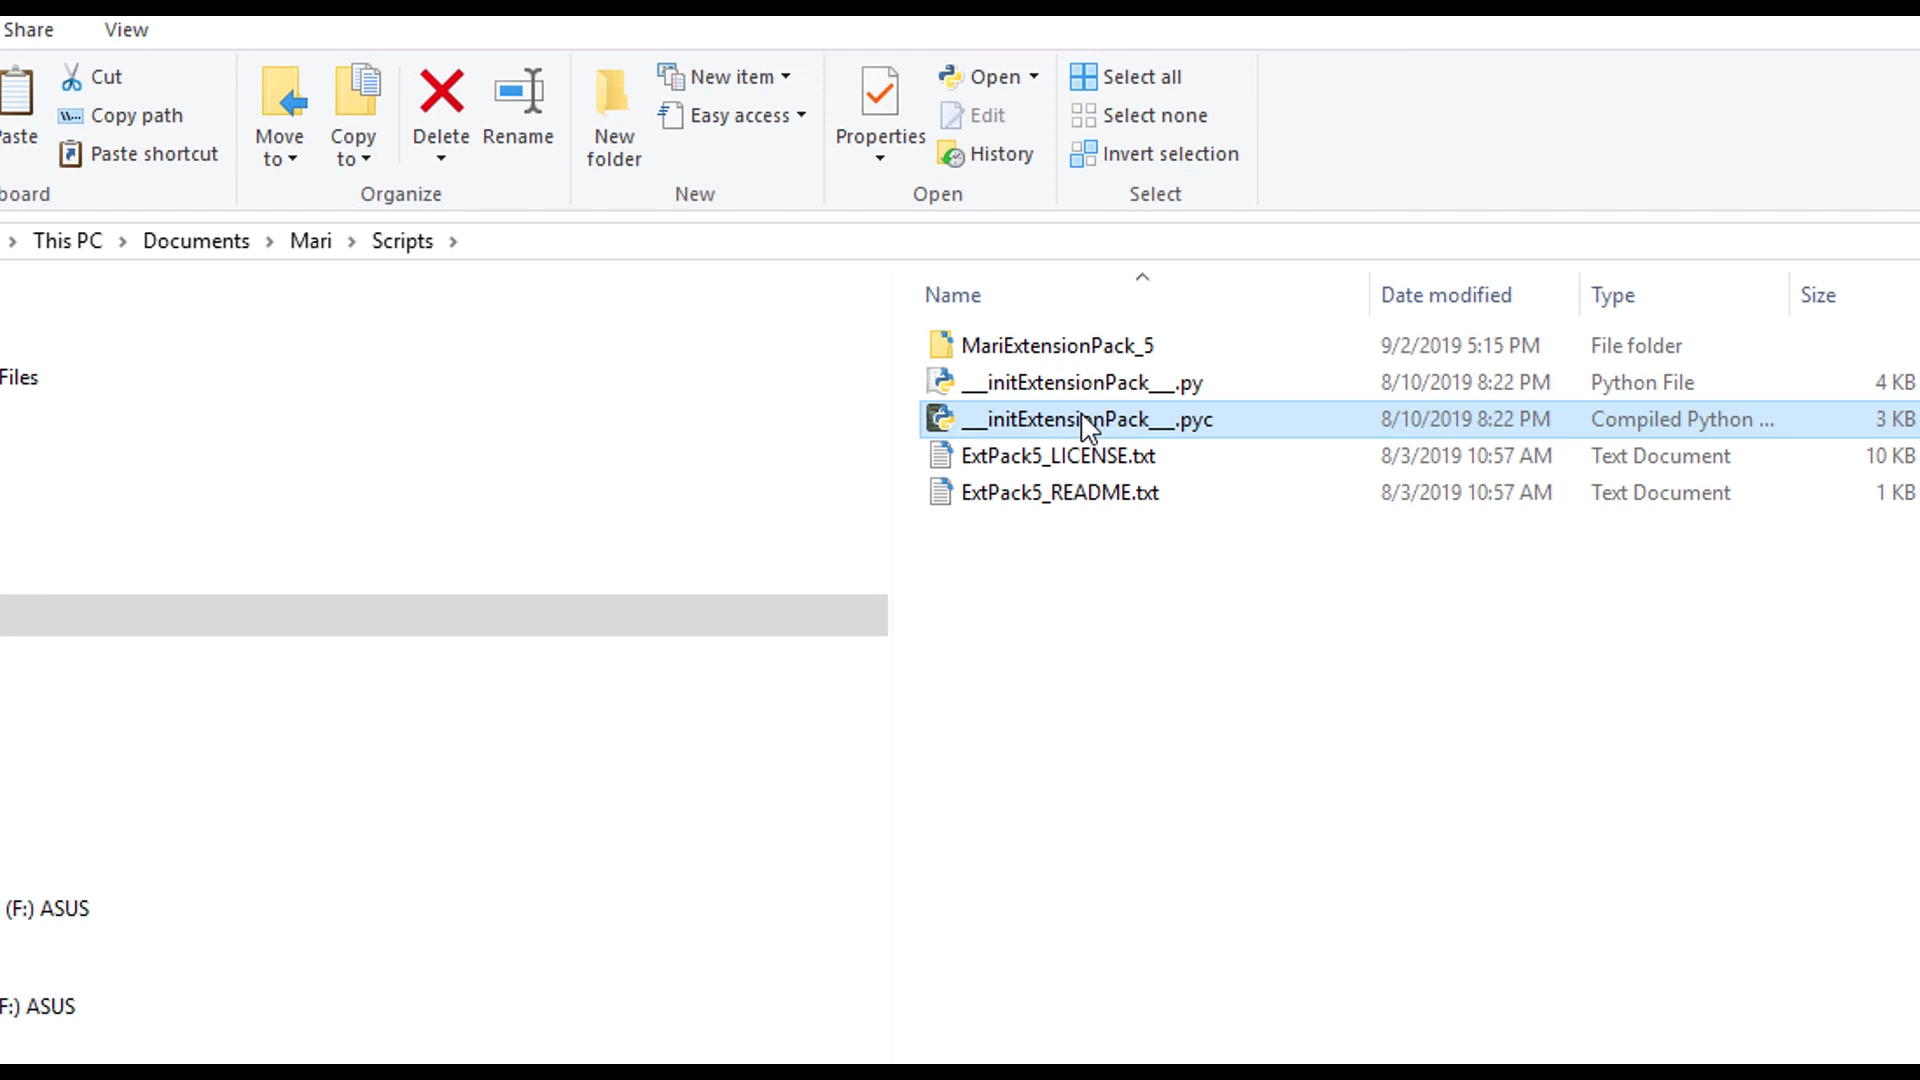 Share View
Cut
Copy path
Paste shortcut
Paste
board
Move to
Copy to
Delete
Rename
Organize
New folder
New item
Easy access
New
Properties
Open
Edit
History
Open
Select all
Select none
Invert selection
Select
This PC Documents Mari Scripts
Name Date modified Type Size
MariExtensionPack_5 9/2/2019 5:15 PM File folder
___initExtensionPack___.py 8/10/2019 8:22 PM Python File 4 KB
___initExtensionPack___.pyc 8/10/2019 8:22 PM Compiled Python ... 3 KB
ExtPack5_LICENSE.txt 8/3/2019 10:57 AM Text Document 10 KB
ExtPack5_README.txt 8/3/2019 10:57 AM Text Document 1 KB
Files
(F:) ASUS
F:) ASUS